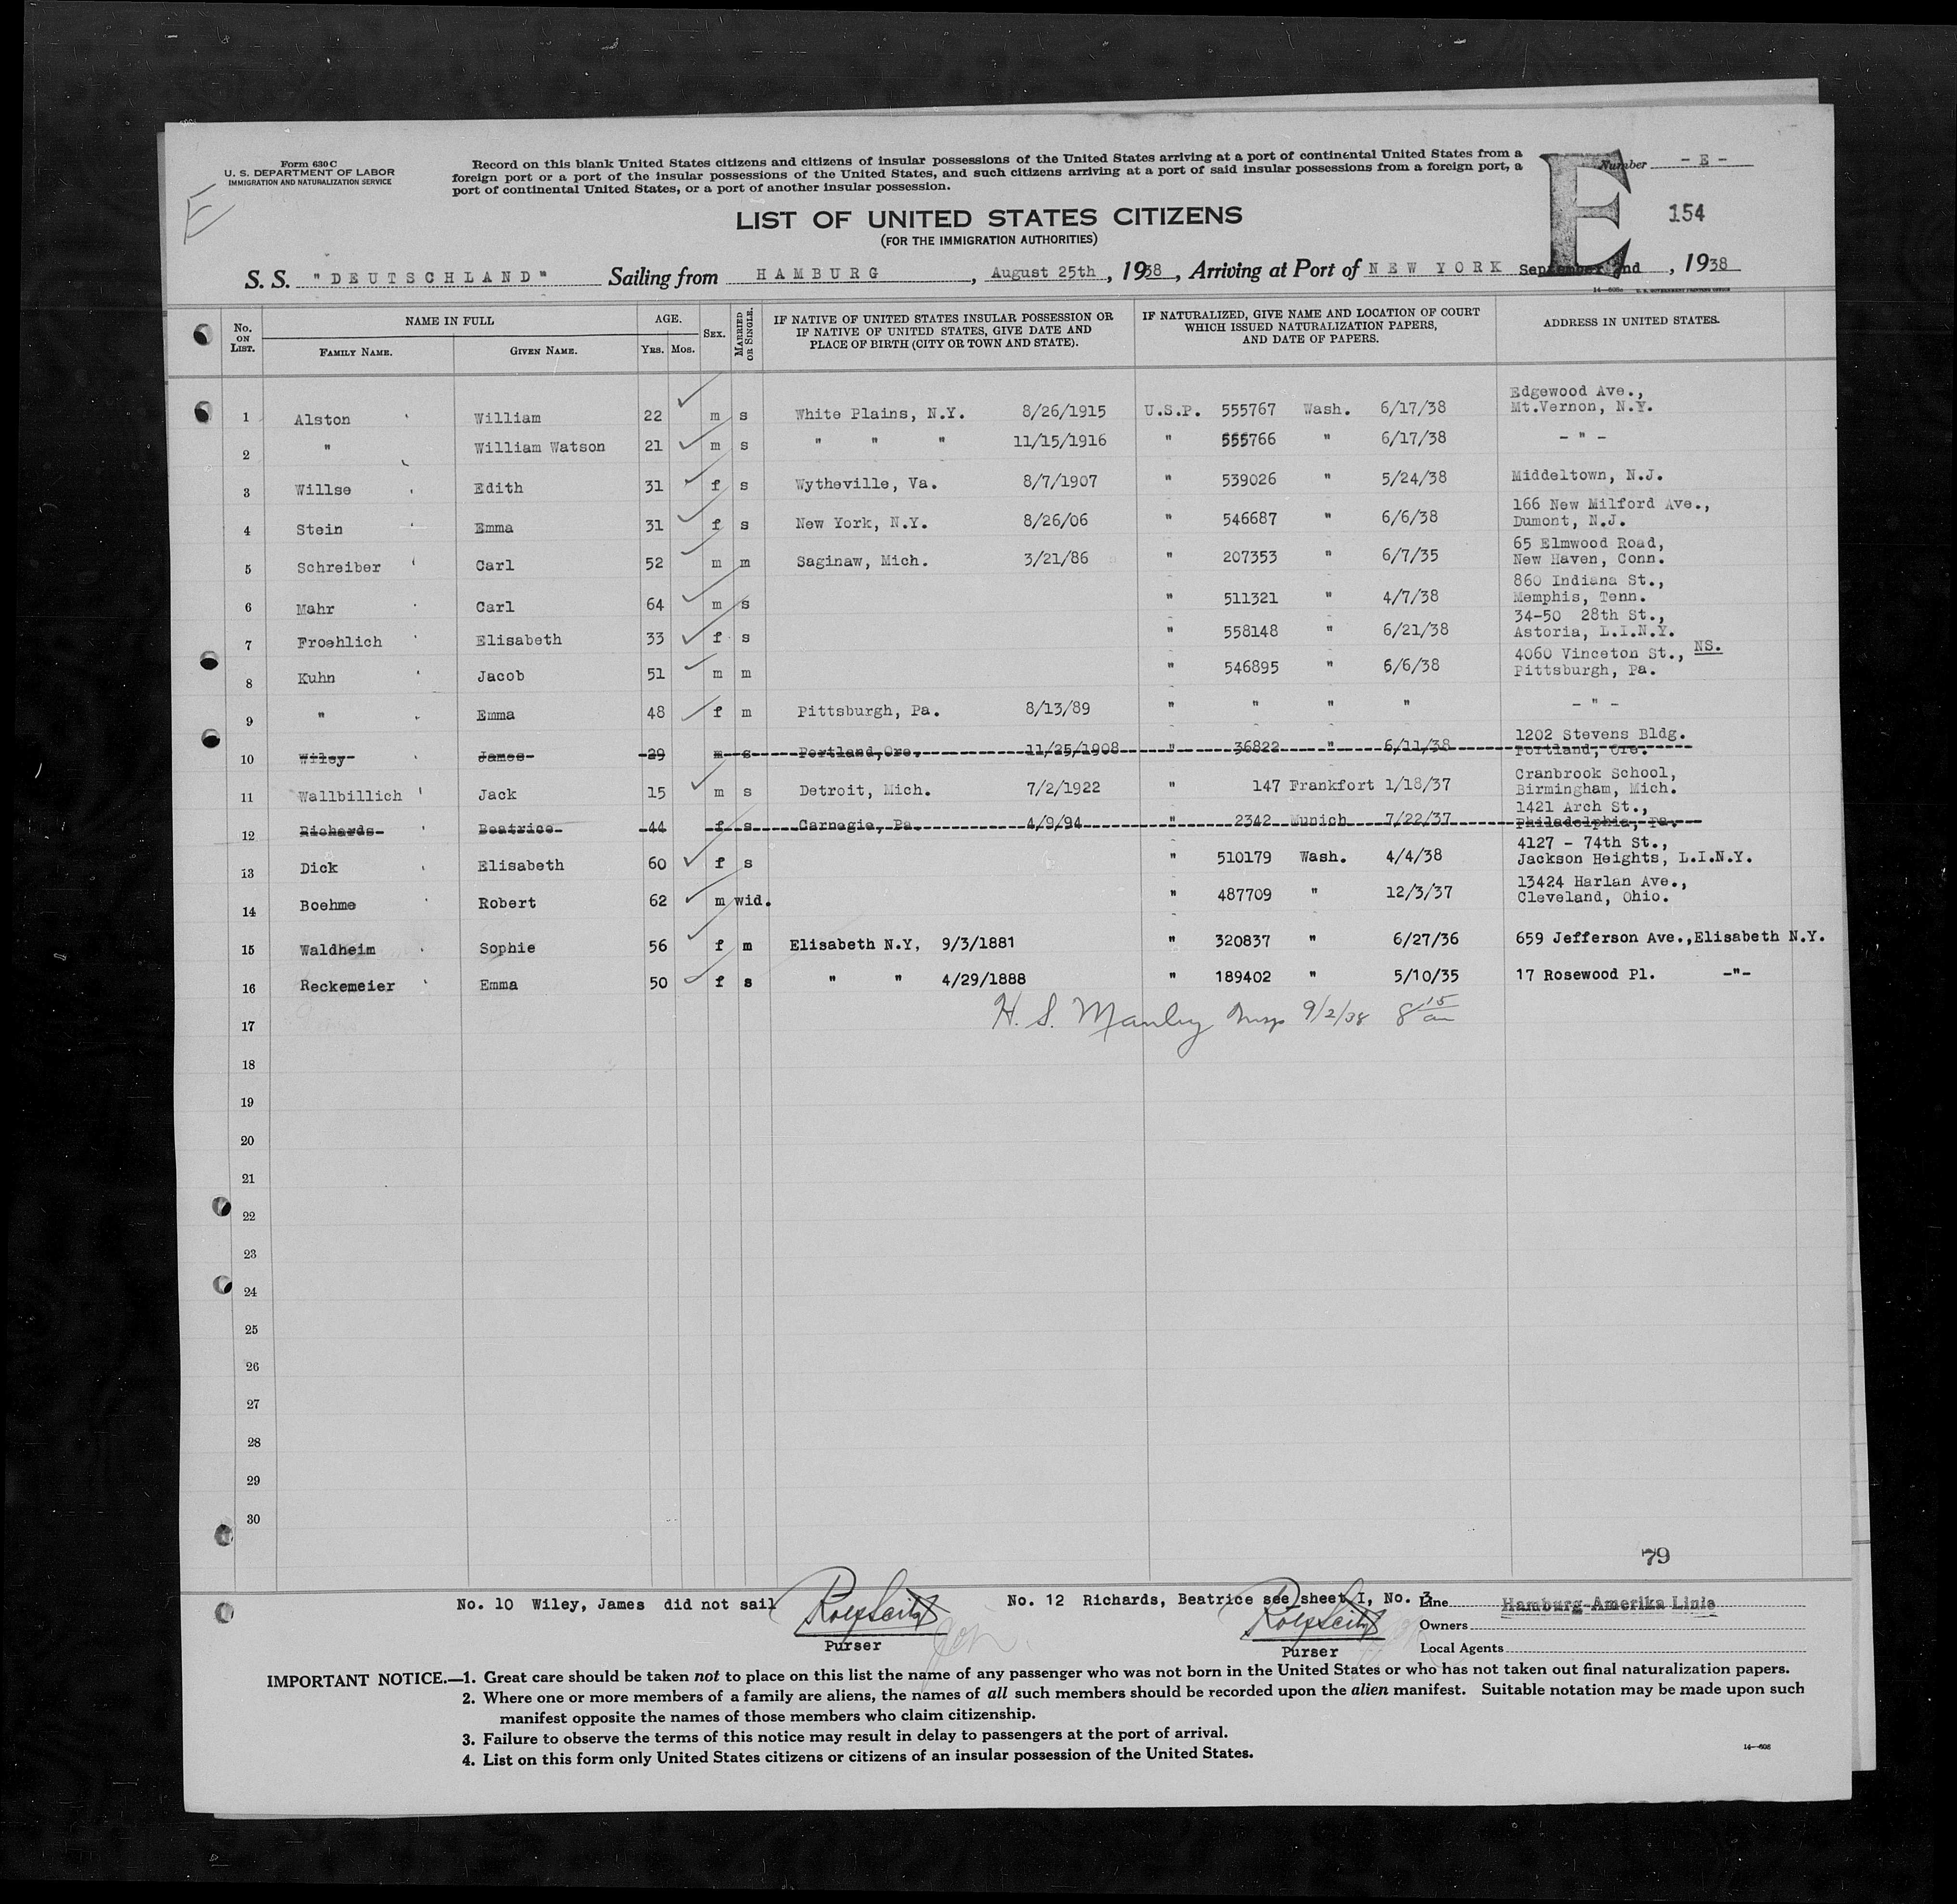 Form 630 C
U. S. DEPARTMENT OF LABOR
IMMIGRATION AND NATURALIZATION SERVICE
E
Record on this blank United States citizens and citizens of insular possessions of the United States arriving at a port of continental United States from a
foreign port or a port of the insular possessions of the United States, and such citizens arriving at a port of said insular possessions from a foreign port, a
port of continental United States, or a port of another insular possession.
Number - E -
E
154
LIST OF UNITED STATES CITIZENS
(FOR THE IMMIGRATION AUTHORITIES)
S. S. "DEUTSCHLAND" Sailing from HAMBURG, August 25th, 1938, Arriving at Port of NEW YORK September 2nd, 1938
No. ON LIST. NAME IN FULL FAMILY NAME. GIVEN NAME. AGE. YRS. MOS. SEX. MARRIED OR SINGLE. IF NATIVE OF UNITED STATES INSULAR POSSESSION OR IF NATIVE OF UNITED STATES, GIVE DATE AND PLACE OF BIRTH (CITY OR TOWN AND STATE). IF NATURALIZED, GIVE NAME AND LOCATION OF COURT WHICH ISSUED NATURALIZATION PAPERS, AND DATE OF PAPERS. ADDRESS IN UNITED STATES.
1 Alston William 22 m s White Plains, N.Y. 8/26/1915 U.S.P. 555767 Wash. 6/17/38 Edgewood Ave., Mt.Vernon, N.Y.
2 " William Watson 21 m s " " " 11/15/1916 " 555766 " 6/17/38 - " -
3 Willse Edith 31 f s Wytheville, Va. 8/7/1907 " 539026 " 5/24/38 Middeltown, N.J.
4 Stein Emma 31 f s New York, N.Y. 8/26/06 " 546687 " 6/6/38 166 New Milford Ave., Dumont, N.J.
5 Schreiber Carl 52 m m Saginaw, Mich. 3/21/86 " 207353 " 6/7/35 65 Elmwood Road, New Haven, Conn.
6 Mahr Carl 64 m s " 511321 " 4/7/38 860 Indiana St., Memphis, Tenn.
7 Froehlich Elisabeth 33 f s " 558148 " 6/21/38 34-50 28th St., Astoria, L.I.N.Y.
8 Kuhn Jacob 51 m m " 546895 " 6/6/38 4060 Vinceton St., NS. Pittsburgh, Pa.
9 " Emma 48 f m Pittsburgh, Pa. 8/13/89 " " " " - " -
10 Wiley James 29 m s Portland,Ore. 11/25/1908 " 36822 " 6/11/38 1202 Stevens Bldg. Portland, Ore.
11 Wallbillich Jack 15 m s Detroit, Mich. 7/2/1922 " 147 Frankfort 1/18/37 Cranbrook School, Birmingham, Mich.
12 Richards Beatrice 44 f s Carnegie, Pa. 4/9/94 " 2342 Munich 7/22/37 1421 Arch St., Philadelphia, Pa.
13 Dick Elisabeth 60 f s " 510179 Wash. 4/4/38 4127 - 74th St., Jackson Heights, L.I.N.Y.
14 Boehme Robert 62 m wid. " 487709 " 12/3/37 13424 Harlan Ave., Cleveland, Ohio.
15 Waldheim Sophie 56 f m Elisabeth N.Y, 9/3/1881 " 320837 " 6/27/36 659 Jefferson Ave.,Elisabeth N.Y.
16 Reckemeier Emma 50 f s " " 4/29/1888 " 189402 " 5/10/35 17 Rosewood Pl. -"-
17 H. S. Manley Insp 9/2/38 8 15 am
18
19
20
21
22
23
24
25
26
27
28
29
30
79
No. 10 Wiley, James did not sail
Purser
No. 12 Richards, Beatrice see sheet I, No. 3
Purser
Line Hamburg-Amerika Linie
Owners
Local Agents
IMPORTANT NOTICE.—1. Great care should be taken not to place on this list the name of any passenger who was not born in the United States or who has not taken out final naturalization papers.
2. Where one or more members of a family are aliens, the names of all such members should be recorded upon the alien manifest. Suitable notation may be made upon such
manifest opposite the names of those members who claim citizenship.
3. Failure to observe the terms of this notice may result in delay to passengers at the port of arrival.
4. List on this form only United States citizens or citizens of an insular possession of the United States.
14—608